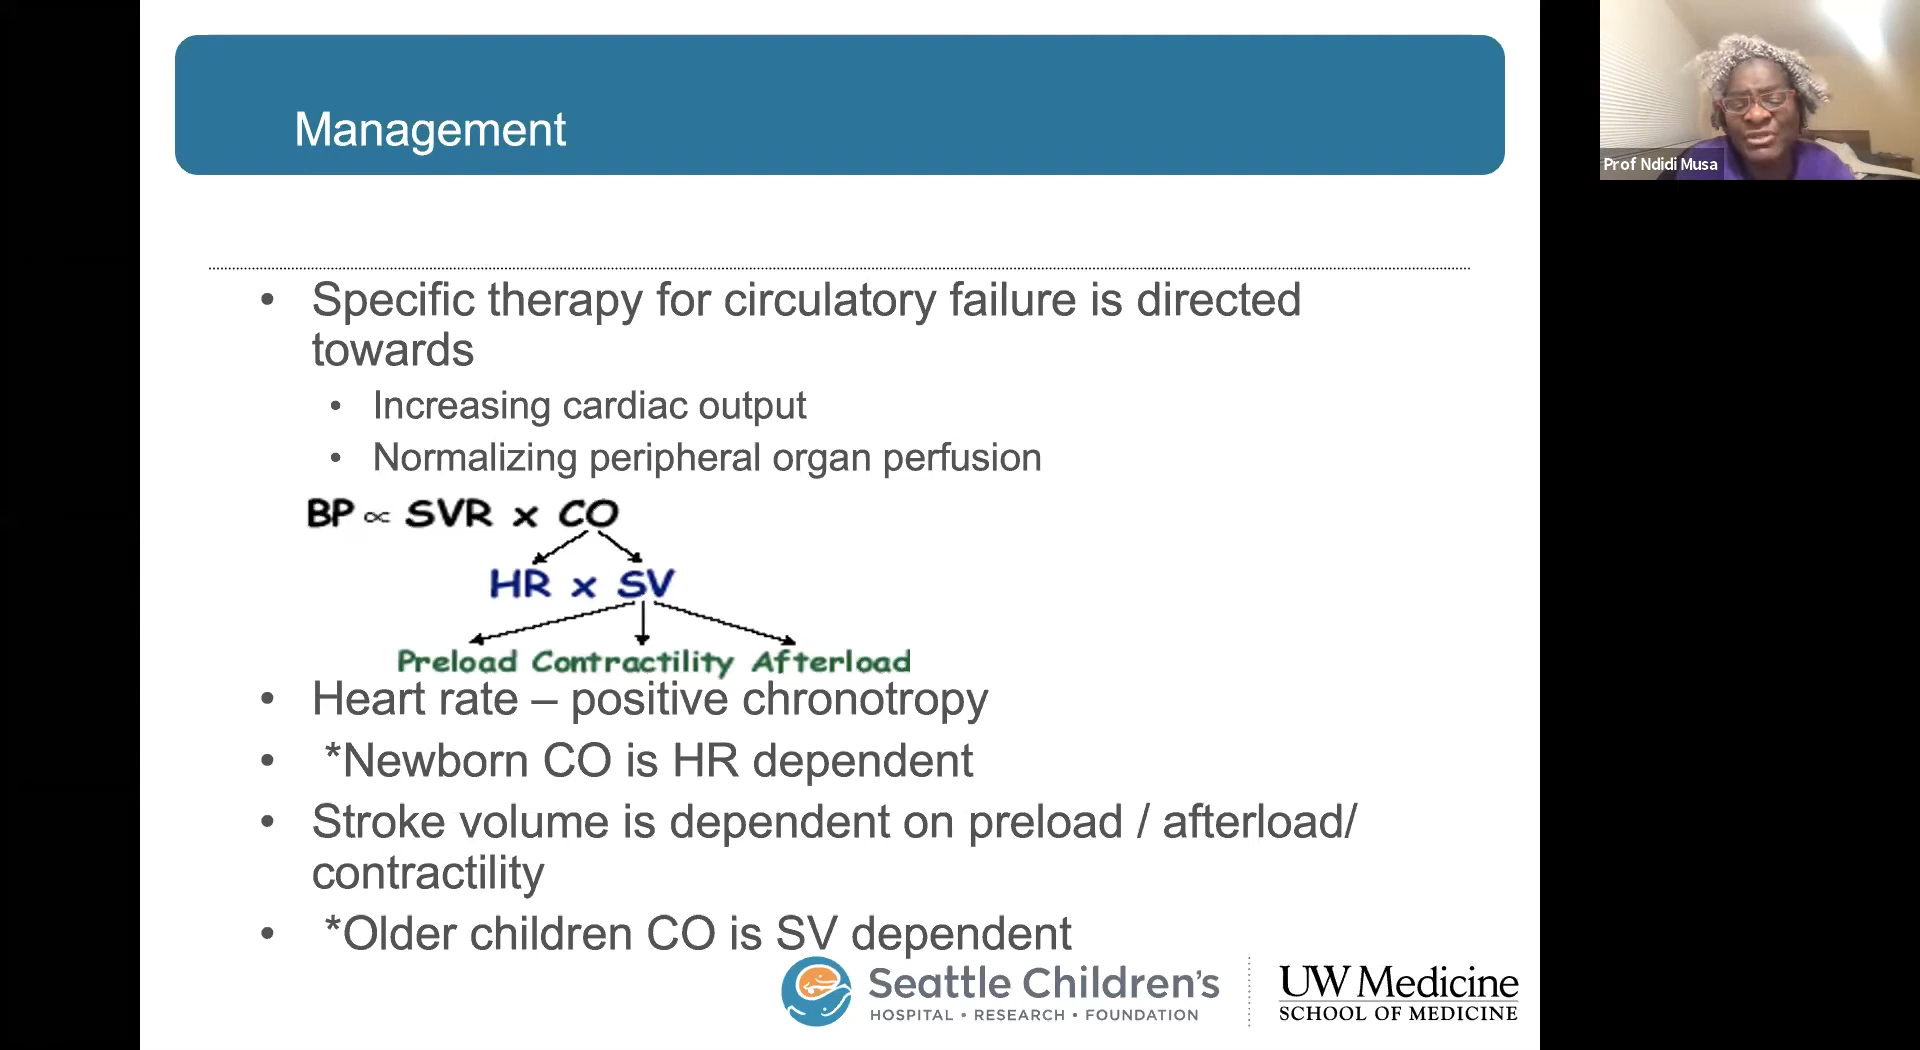 Management
• Specific therapy for circulatory failure is directed
towards
• Increasing cardiac output
• Normalizing peripheral organ perfusion
BP ∝ SVR x CO
HR x SV
Preload Contractility Afterload
• Heart rate – positive chronotropy
• *Newborn CO is HR dependent
• Stroke volume is dependent on preload / afterload/
contractility
• *Older children CO is SV dependent
Seattle Children's
HOSPITAL • RESEARCH • FOUNDATION
UW Medicine
SCHOOL OF MEDICINE
Prof Ndidi Musa